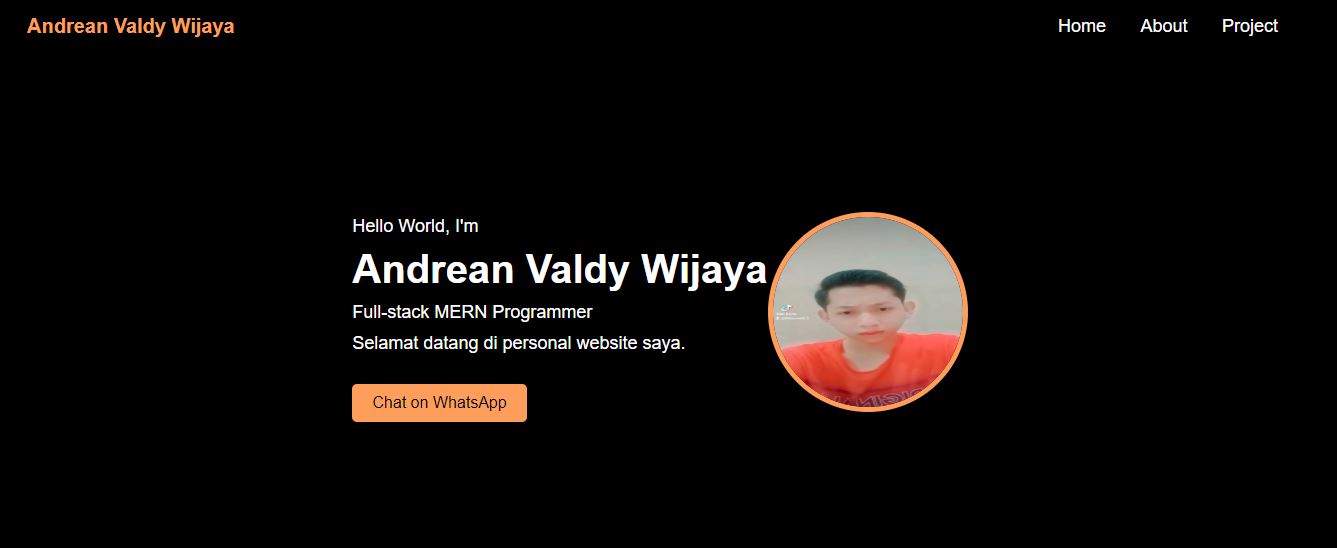 Andrean Valdy Wijaya
Home About Project
Hello World, I'm
Andrean Valdy Wijaya
Full-stack MERN Programmer
Selamat datang di personal website saya.
Chat on WhatsApp